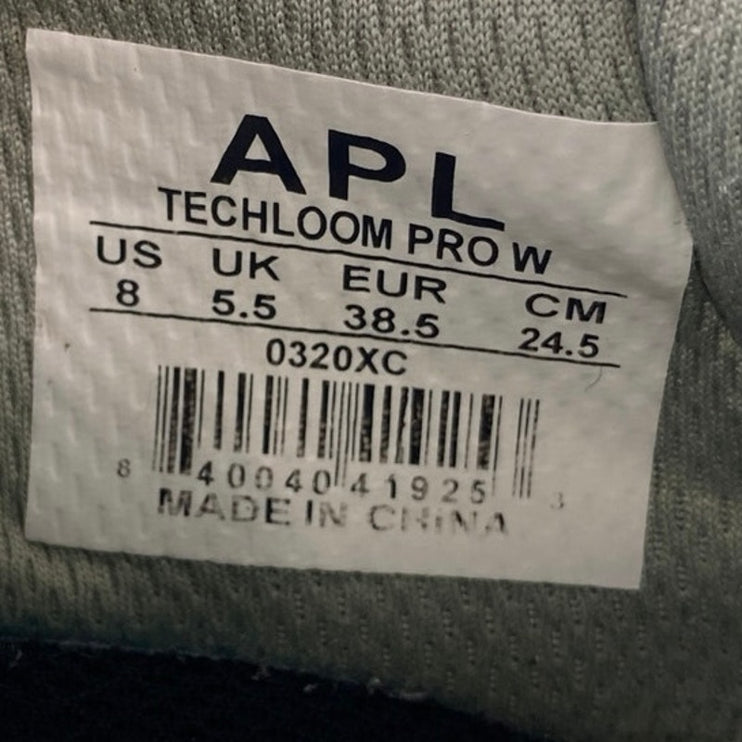 APL
TECHLOOM PRO W
US UK EUR CM
8 5.5 38.5 24.5
0320XC
8 40040 41925 3
MADE IN CHINA